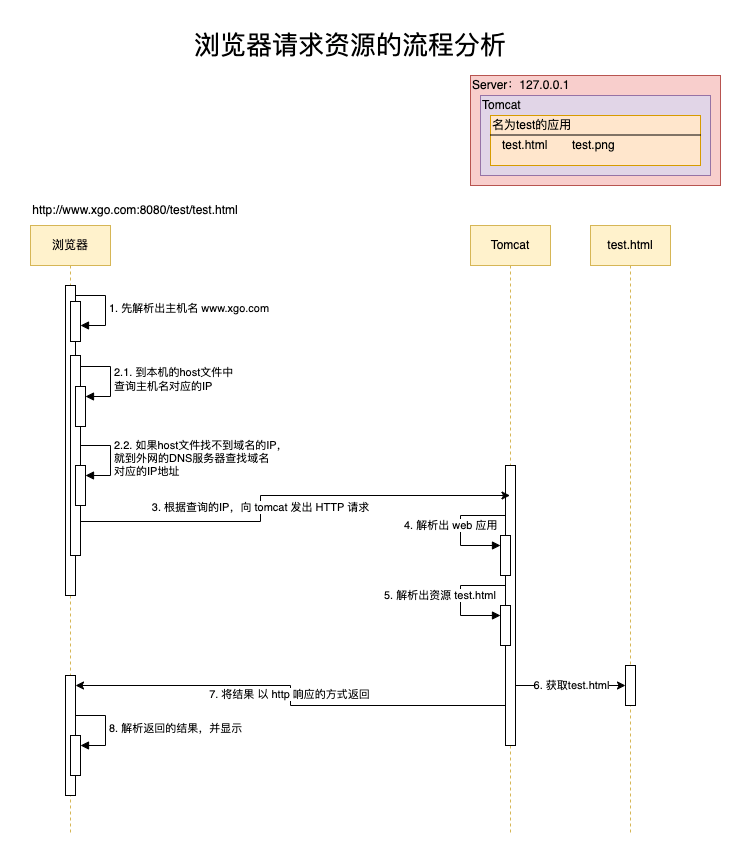 浏览器请求资源的流程分析
Server：127.0.0.1
Tomcat
名为test的应用
test.html test.png
http://www.xgo.com:8080/test/test.html
浏览器
Tomcat
test.html
1. 先解析出主机名 www.xgo.com
2.1. 到本机的host文件中
查询主机名对应的IP
2.2. 如果host文件找不到域名的IP，
就到外网的DNS服务器查找域名
对应的IP地址
3. 根据查询的IP，向 tomcat 发出 HTTP 请求
4. 解析出 web 应用
5. 解析出资源 test.html
6. 获取test.html
7. 将结果 以 http 响应的方式返回
8. 解析返回的结果，并显示